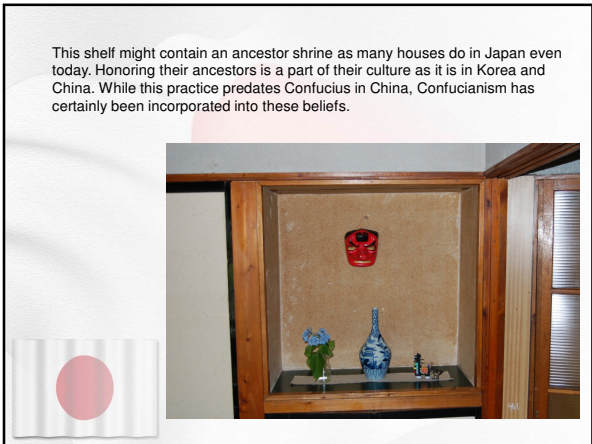 This shelf might contain an ancestor shrine as many houses do in Japan even
today. Honoring their ancestors is a part of their culture as it is in Korea and
China. While this practice predates Confucius in China, Confucianism has
certainly been incorporated into these beliefs.